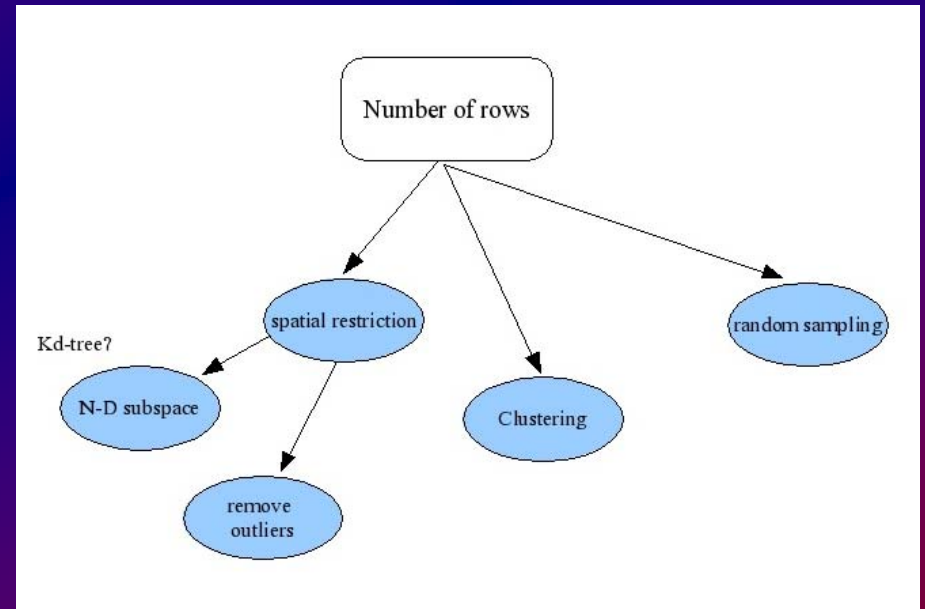 Number of rows
spatial restriction
random sampling
Kd-tree?
N-D subspace
Clustering
remove
outliers